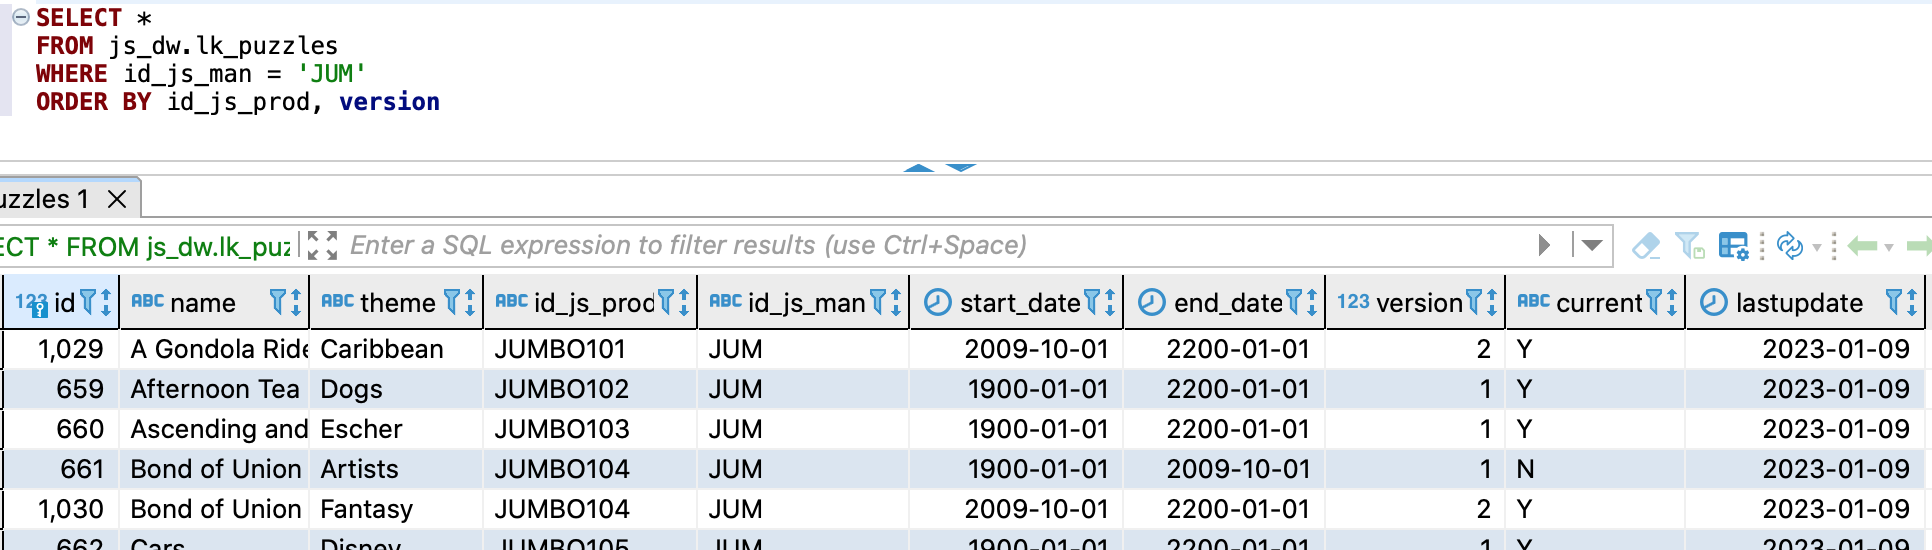 SELECT *
FROM js_dw.lk_puzzles
WHERE id_js_man = 'JUM'
ORDER BY id_js_prod, version
uzzles 1
ECT * FROM js_dw.lk_puz Enter a SQL expression to filter results (use Ctrl+Space)
123 id ABC name ABC theme ABC id_js_prod ABC id_js_man start_date end_date 123 version ABC current lastupdate
1,029 A Gondola Ride Caribbean JUMBO101 JUM 2009-10-01 2200-01-01 2 Y 2023-01-09
659 Afternoon Tea Dogs JUMBO102 JUM 1900-01-01 2200-01-01 1 Y 2023-01-09
660 Ascending and Escher JUMBO103 JUM 1900-01-01 2200-01-01 1 Y 2023-01-09
661 Bond of Union Artists JUMBO104 JUM 1900-01-01 2009-10-01 1 N 2023-01-09
1,030 Bond of Union Fantasy JUMBO104 JUM 2009-10-01 2200-01-01 2 Y 2023-01-09
662 Cars Disney JUMBO105 JUM 1900-01-01 2200-01-01 1 Y 2023-01-09